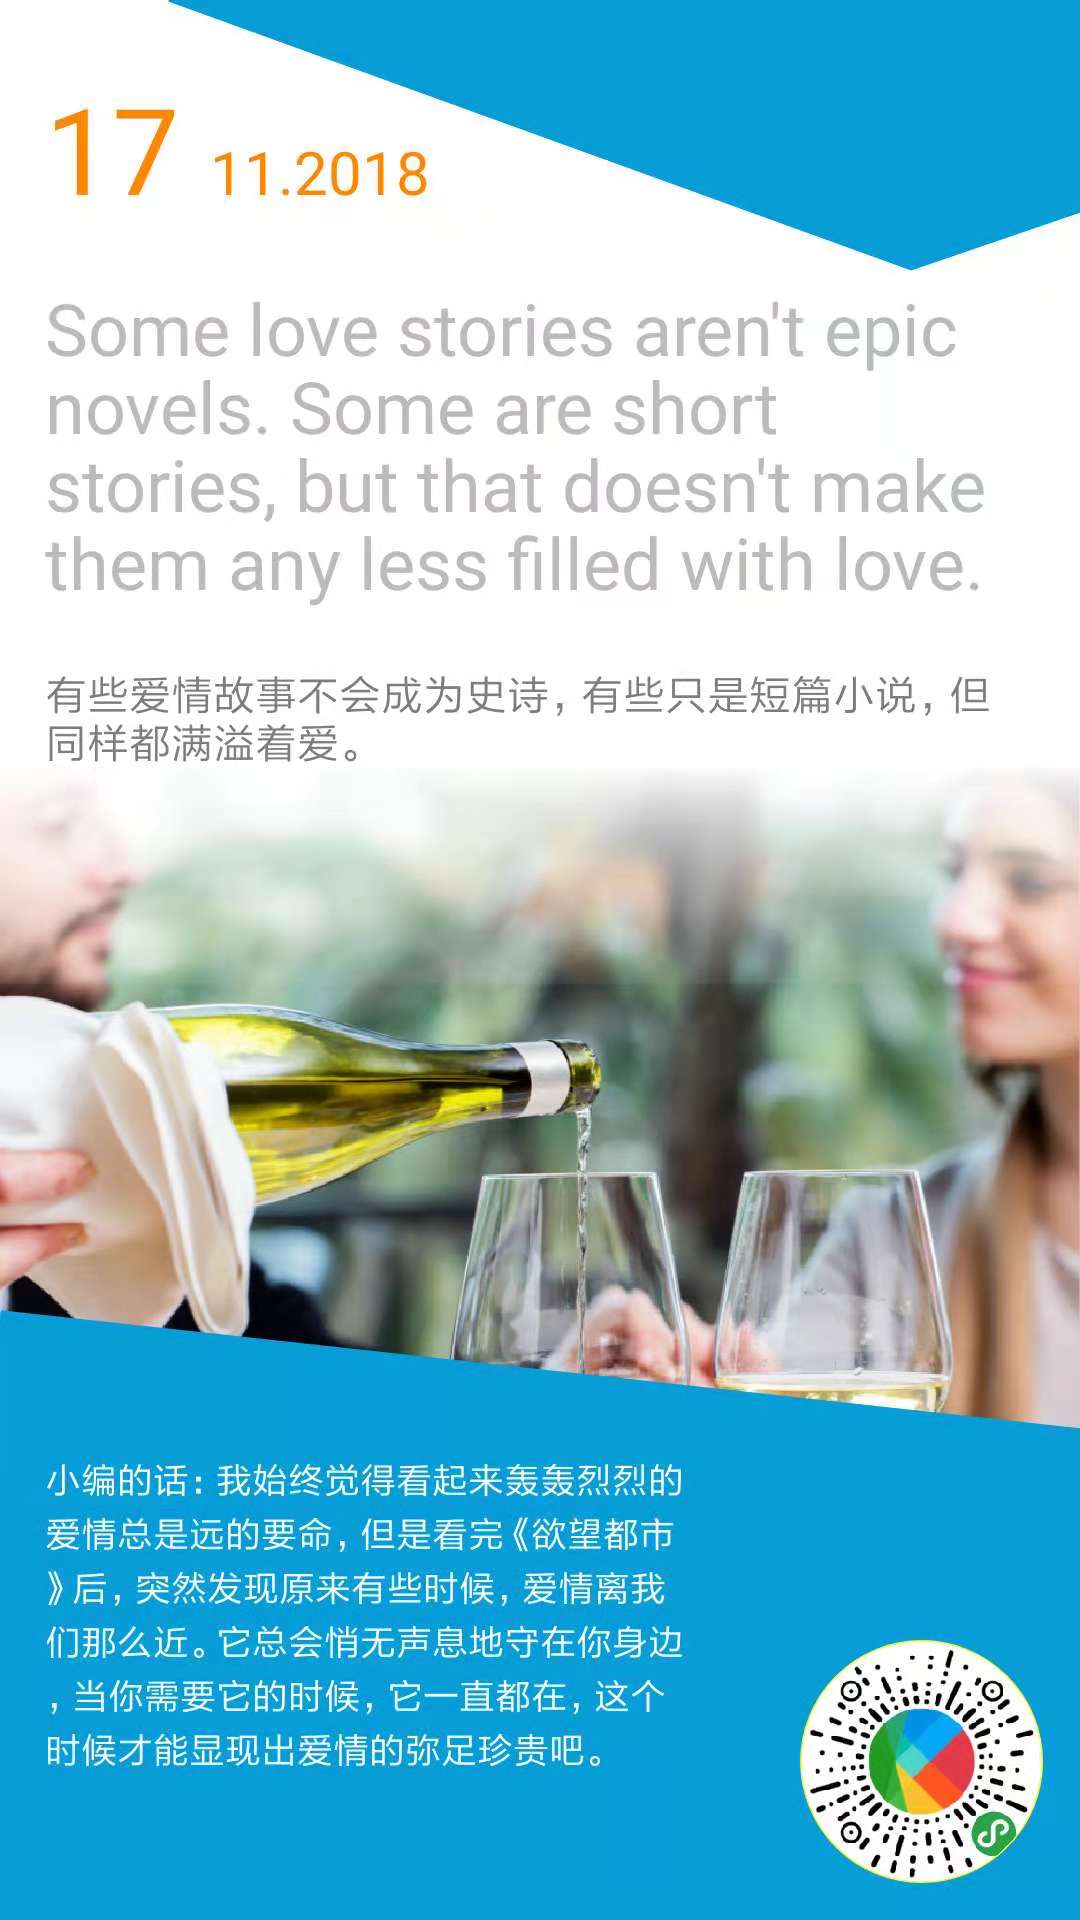 17 11.2018
Some love stories aren't epic
novels. Some are short
stories, but that doesn't make
them any less filled with love.
有些爱情故事不会成为史诗，有些只是短篇小说，但
同样都满溢着爱。
小编的话：我始终觉得看起来轰轰烈烈的
爱情总是远的要命，但是看完《欲望都市
》后，突然发现原来有些时候，爱情离我
们那么近。它总会悄无声息地守在你身边
，当你需要它的时候，它一直都在，这个
时候才能显现出爱情的弥足珍贵吧。